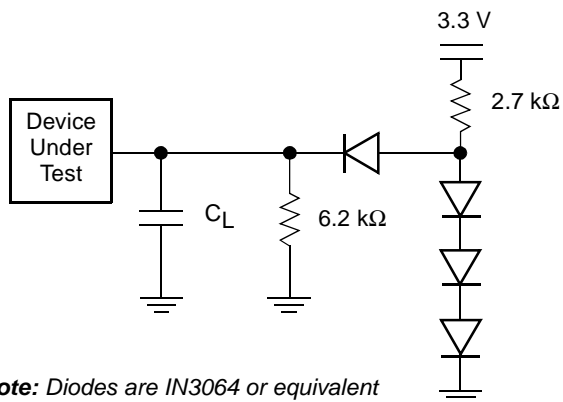 3.3 V
2.7 kΩ
Device
Under
Test
CL
6.2 kΩ
ote: Diodes are IN3064 or equivalent